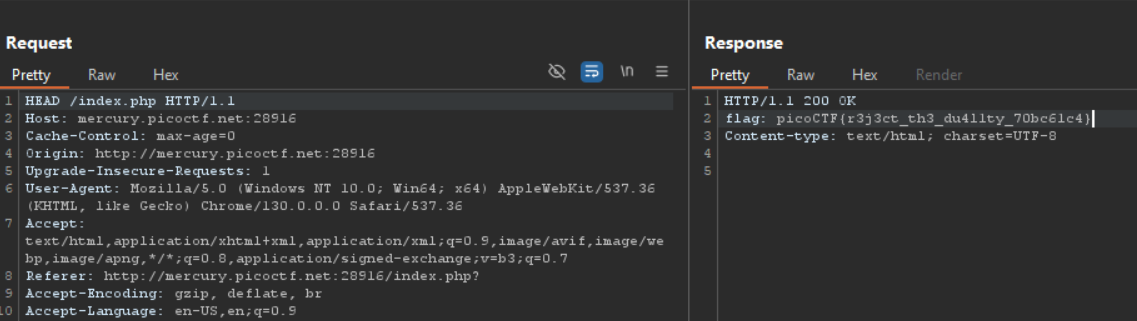 Request
Pretty Raw Hex \n
1 HEAD /index.php HTTP/1.1
2 Host: mercury.picoctf.net:28916
3 Cache-Control: max-age=0
4 Origin: http://mercury.picoctf.net:28916
5 Upgrade-Insecure-Requests: 1
6 User-Agent: Mozilla/5.0 (Windows NT 10.0; Win64; x64) AppleWebKit/537.36
(KHTML, like Gecko) Chrome/130.0.0.0 Safari/537.36
7 Accept:
text/html,application/xhtml+xml,application/xml;q=0.9,image/avif,image/we
bp,image/apng,*/*;q=0.8,application/signed-exchange;v=b3;q=0.7
8 Referer: http://mercury.picoctf.net:28916/index.php?
9 Accept-Encoding: gzip, deflate, br
10 Accept-Language: en-US,en;q=0.9
Response
Pretty Raw Hex Render
1 HTTP/1.1 200 OK
2 flag: picoCTF{r3j3ct_th3_du4l1ty_70bc61c4}
3 Content-type: text/html; charset=UTF-8
4
5